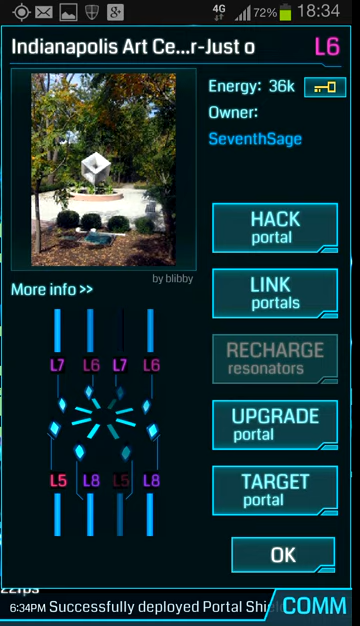 4G 72% 18:34
Indianapolis Art Ce...r-Just o L6
Energy: 36k
Owner:
SeventhSage
HACK
portal
by blibby
LINK
portals
More info >>
RECHARGE
resonators
L7 L6 L7 L6
UPGRADE
portal
L5 L8 L5 L8
TARGET
portal
OK
6:34PM Successfully deployed Portal Shie
COMM